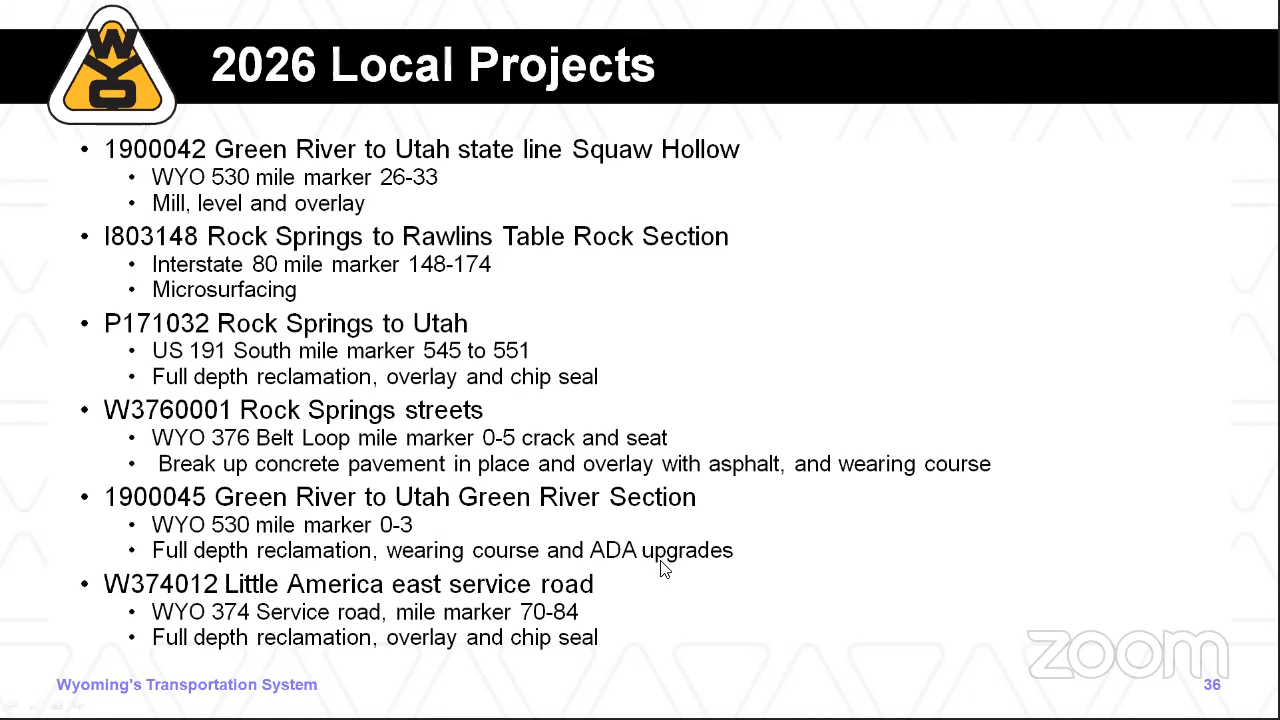 WYO
2026 Local Projects
• 1900042 Green River to Utah state line Squaw Hollow
• WYO 530 mile marker 26-33
• Mill, level and overlay
• I803148 Rock Springs to Rawlins Table Rock Section
• Interstate 80 mile marker 148-174
• Microsurfacing
• P171032 Rock Springs to Utah
• US 191 South mile marker 545 to 551
• Full depth reclamation, overlay and chip seal
• W3760001 Rock Springs streets
• WYO 376 Belt Loop mile marker 0-5 crack and seat
• Break up concrete pavement in place and overlay with asphalt, and wearing course
• 1900045 Green River to Utah Green River Section
• WYO 530 mile marker 0-3
• Full depth reclamation, wearing course and ADA upgrades
• W374012 Little America east service road
• WYO 374 Service road, mile marker 70-84
• Full depth reclamation, overlay and chip seal
zoom
Wyoming's Transportation System
36